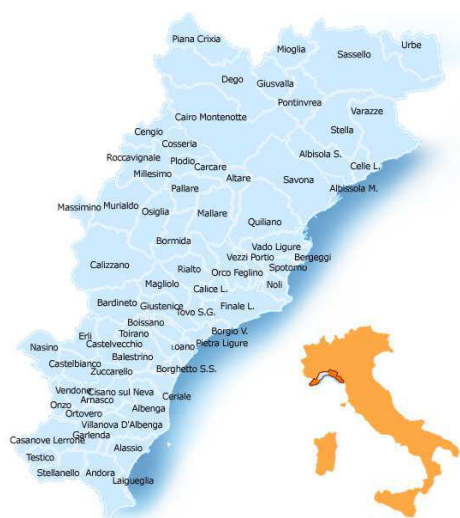 Piana Crixia
Mioglia
Urbe
Sassello
Dego
Giusvalla
Pontinvrea
Varazze
Cairo Montenotte
Cengio
Stella
Cosseria
Roccavignale
Plodio
Albisola S.
Carcare
Celle L.
Millesimo
Altare
Savona
Pallare
Albissola M.
Massimino
Murialdo
Osiglia
Mallare
Quiliano
Bormida
Vado Ligure
Vezzi Portio
Bergeggi
Calizzano
Rialto
Orco Feglino
Spotorno
Magliolo
Calice L.
Noli
Bardineto
Giustenice
Tovo S.G.
Finale L.
Boissano
Erli
Toirano
Borgio V.
Nasino
Castelvecchio
Loano
Pietra Ligure
Castelbianco
Balestrino
Zuccarello
Borghetto S.S.
Vendone
Cisano sul Neva
Ceriale
Onzo
Arnasco
Albenga
Ortovero
Villanova D'Albenga
Casanove Lerrone
Garlenda
Alassio
Testico
Stellanello
Andora
Laigueglia